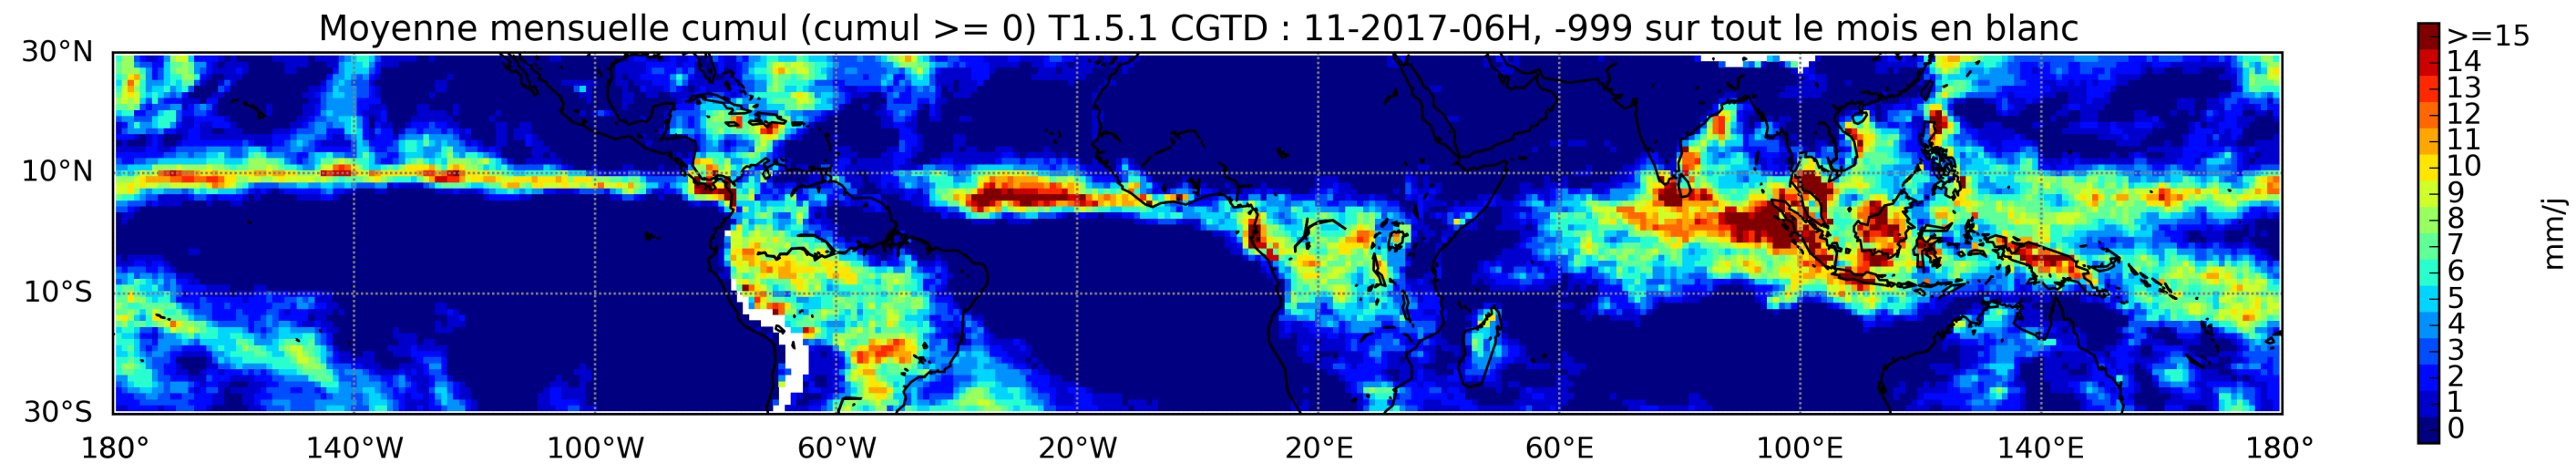 Moyenne mensuelle cumul (cumul >= 0) T1.5.1 CGTD : 11-2017-06H, -999 sur tout le mois en blanc
30°N
10°N
10°S
30°S
180° 140°W 100°W 60°W 20°W 20°E 60°E 100°E 140°E 180°
>=15
14
13
12
11
10
9
8
7
6
5
4
3
2
1
0
mm/j